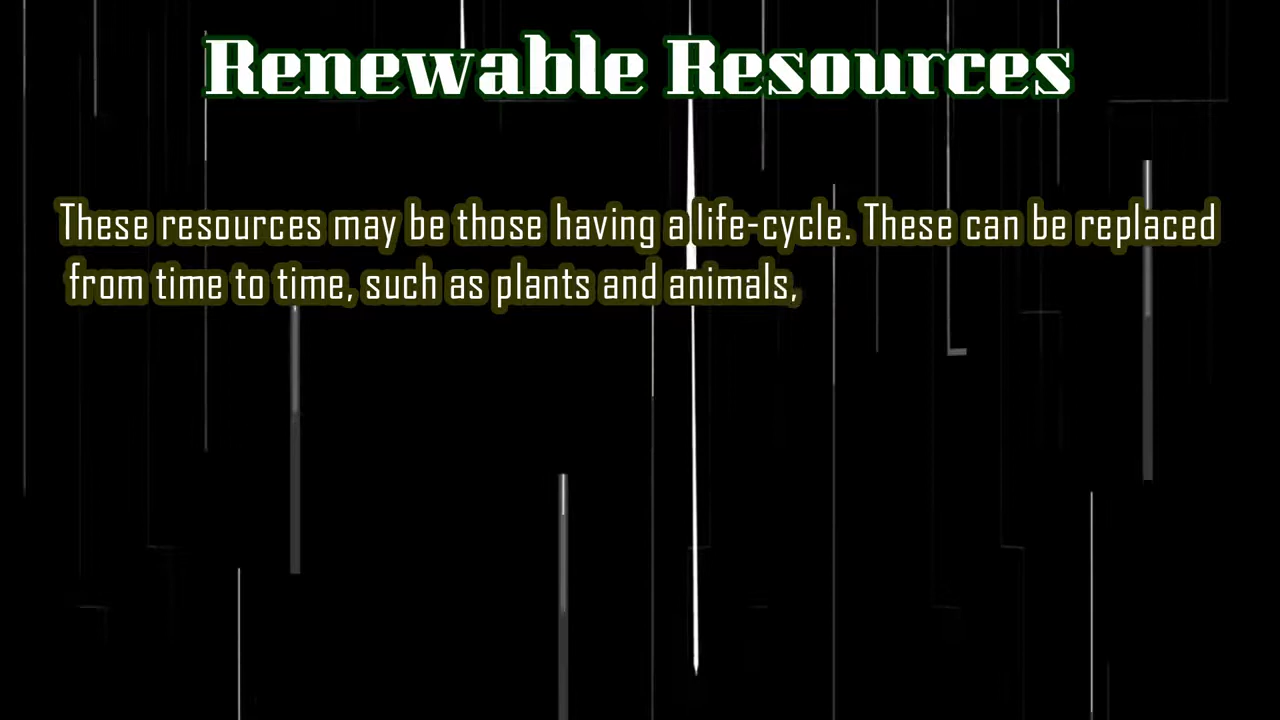 Renewable Resources
These resources may be those having a life-cycle. These can be replaced
from time to time, such as plants and animals,